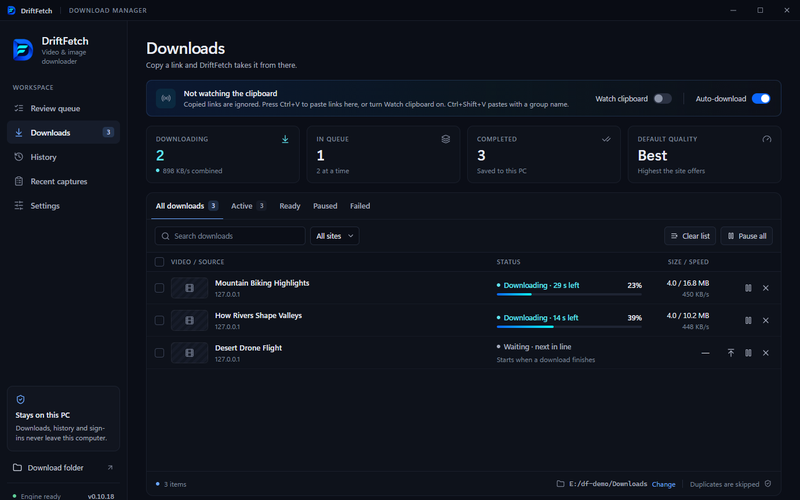 DriftFetch | DOWNLOAD MANAGER
DriftFetch
Video & image
downloader
WORKSPACE
Review queue
Downloads 3
History
Recent captures
Settings
Stays on this PC
Downloads, history and sign-
ins never leave this computer.
Download folder
Engine ready v0.10.18
Downloads
Copy a link and DriftFetch takes it from there.
Not watching the clipboard
Copied links are ignored. Press Ctrl+V to paste links here, or turn Watch clipboard on. Ctrl+Shift+V pastes with a group name.
Watch clipboard
Auto-download
DOWNLOADING
2
898 KB/s combined
IN QUEUE
1
2 at a time
COMPLETED
3
Saved to this PC
DEFAULT QUALITY
Best
Highest the site offers
All downloads 3 Active 3 Ready Paused Failed
Search downloads All sites Clear list Pause all
VIDEO / SOURCE STATUS SIZE / SPEED
Mountain Biking Highlights Downloading · 29 s left 23% 4.0 / 16.8 MB
127.0.0.1 450 KB/s
How Rivers Shape Valleys Downloading · 14 s left 39% 4.0 / 10.2 MB
127.0.0.1 448 KB/s
Desert Drone Flight Waiting · next in line —
127.0.0.1 Starts when a download finishes
3 items E:/df-demo/Downloads Change Duplicates are skipped